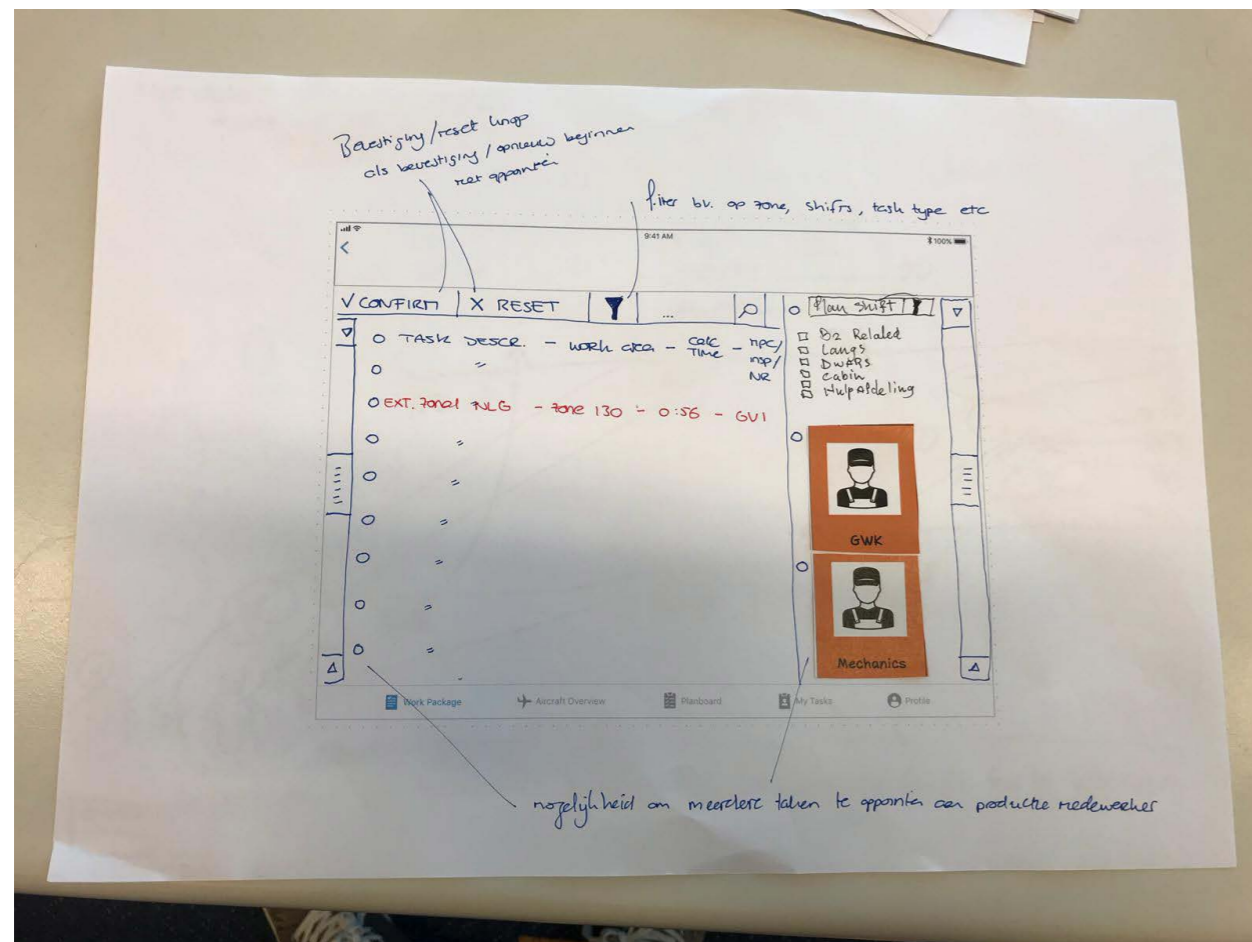 Bevestiging/reset knop
als bevestiging / opnieuw beginnen
met appointen
filter bv. op zone, shifts, task type etc
9:41 AM
100%
V CONFIRM
X RESET
...
Plan shift
TASK DESCR. - WORK area - calc TIME - MPC/ insp/ NR
"
EXT. zonal NLG - zone 130 - 0:56 - GVI
"
"
"
"
"
"
B2 Related
Langs
DWARS
Cabin
Hulpafdeling
GWK
Mechanics
Work Package
Aircraft Overview
Planboard
My Tasks
Profile
mogelijkheid om meerdere taken te appointen aan productie medewerker